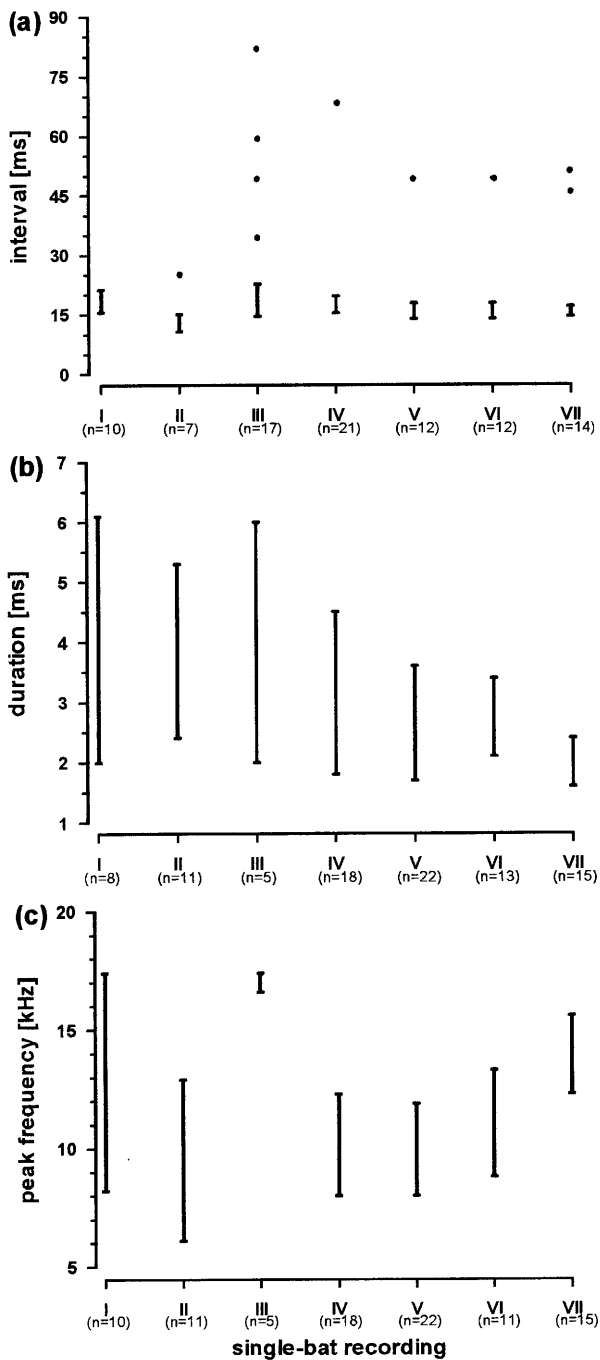 (a)
interval [ms]
90
75
60
45
30
15
0
I II III IV V VI VII
(n=10) (n=7) (n=17) (n=21) (n=12) (n=12) (n=14)
(b)
duration [ms]
7
6
5
4
3
2
1
I II III IV V VI VII
(n=8) (n=11) (n=5) (n=18) (n=22) (n=13) (n=15)
(c)
peak frequency [kHz]
20
15
10
5
I II III IV V VI VII
(n=10) (n=11) (n=5) (n=18) (n=22) (n=11) (n=15)
single-bat recording